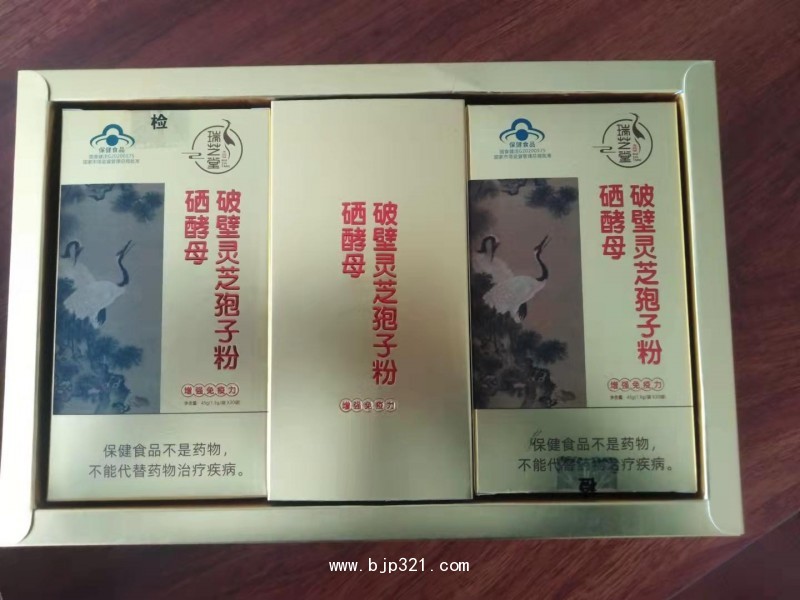 检
保健食品
瑞芝堂
破壁灵芝孢子粉
硒酵母
增强免疫力
保健食品不是药物，
不能代替药物治疗疾病。
破壁灵芝孢子粉
硒酵母
增强免疫力
保健食品
瑞芝堂
破壁灵芝孢子粉
硒酵母
增强免疫力
保健食品不是药物，
不能代替药物治疗疾病。
检
www.bjp321.com